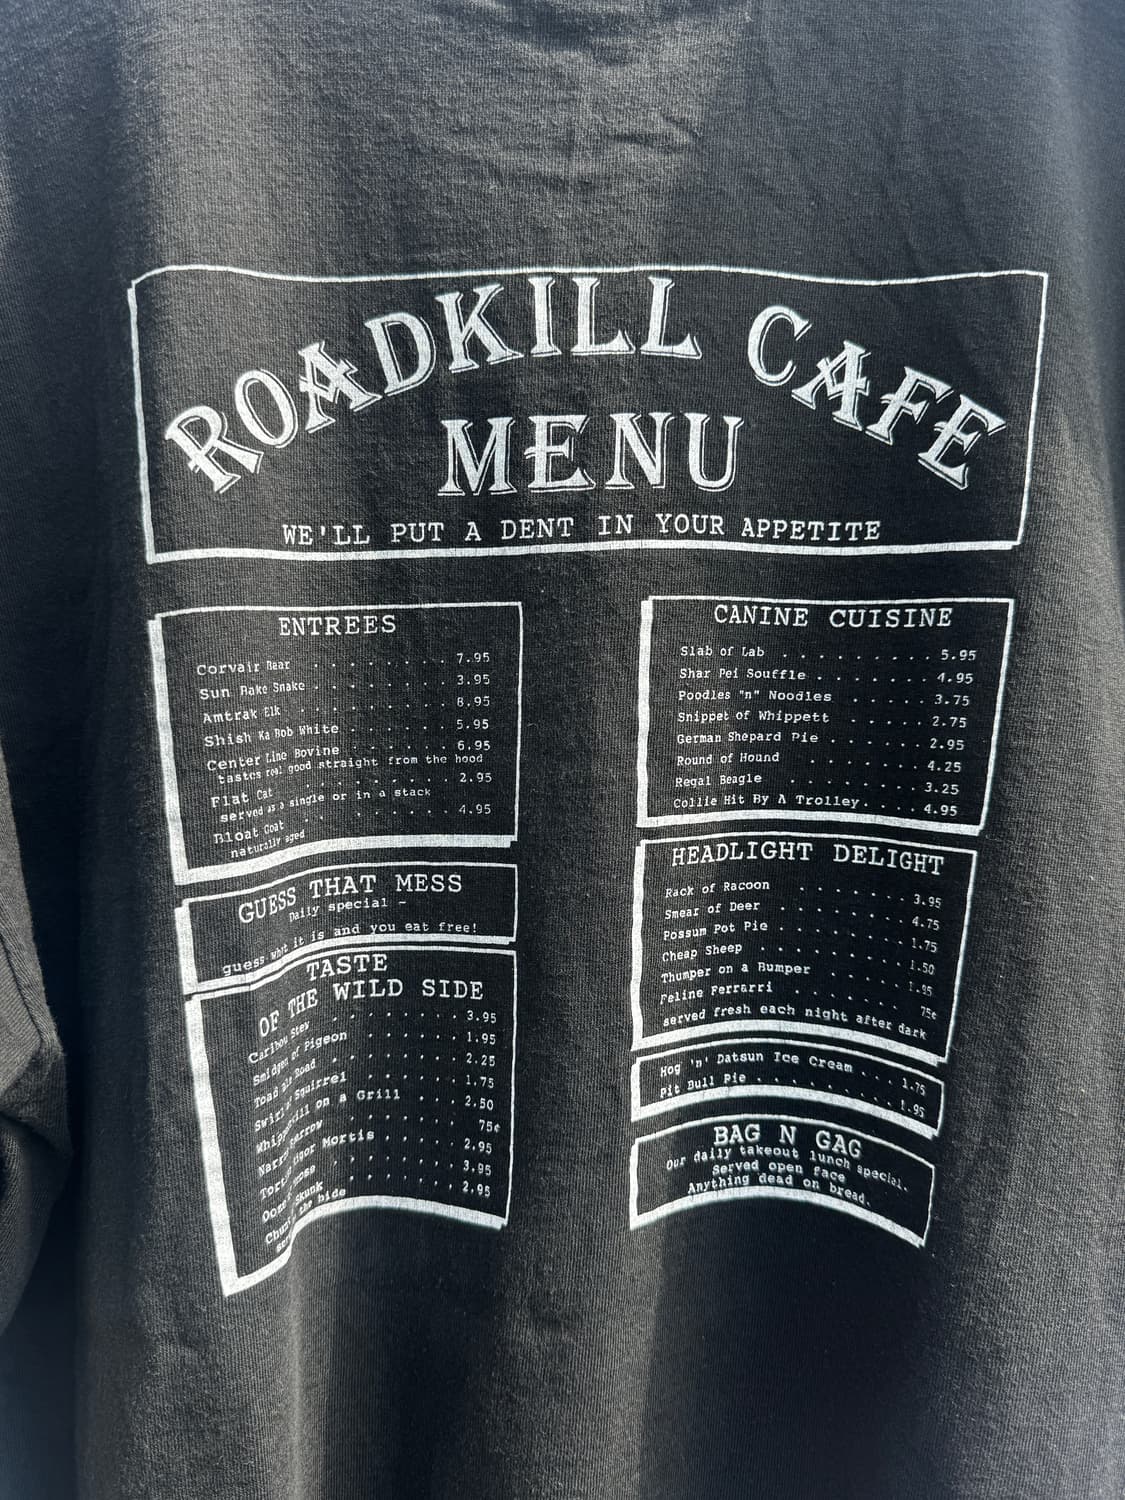 ROADKILL CAFE
MENU
WE'LL PUT A DENT IN YOUR APPETITE
ENTREES
Corvair Bear . . . . . . . . 7.95
Sun Bake Snake . . . . . . . . 3.95
Amtrak Elk . . . . . . . . . 8.95
Shish Ka Bob White . . . . . . 5.95
Center Line Bovine . . . . . . 6.95
tastes real good straight from the hood
Flat Cat . . . . . . . . 2.95
served as a single or in a stack
Bloat Goat . . . . . . . . 4.95
naturally aged
GUESS THAT MESS
Daily special -
guess what it is and you eat free!
TASTE
OF THE WILD SIDE
Caribou Stew . . . . . . . . 3.95
Smidgen of Pigeon . . . . . . 1.95
Toad Road . . . . . . . . 2.25
Swirl Squirrel . . . . . . . 1.75
on a Grill . . . 2.50
. . . . . . . 75¢
Mortis . . . . . 2.95
. . . . . . . 3.95
Skunk . . . . . . . 2.95
the hide
CANINE CUISINE
Slab of Lab . . . . . . . . . 5.95
Shar Pei Souffle . . . . . . . 4.95
Poodles "n" Noodles . . . . . 3.75
Snippet of Whippett . . . . . 2.75
German Shepard Pie . . . . . . 2.95
Round of Hound . . . . . . . 4.25
Regal Beagle . . . . . . . 3.25
Collie Hit By A Trolley. . . . 4.95
HEADLIGHT DELIGHT
Rack of Racoon . . . . . . . 3.95
Smear of Deer . . . . . . . . 4.75
Possum Pot Pie . . . . . . . . 1.75
Cheap Sheep . . . . . . . . 1.50
Thumper on a Bumper . . . . . 1.95
Feline Ferrarri . . . . . . . 75¢
served fresh each night after dark
Hog 'n' Datsun Ice Cream . . . 1.75
Pit Bull Pie . . . . . . . . 1.95
BAG N GAG
Our daily takeout lunch special.
Served open face
Anything dead on bread.